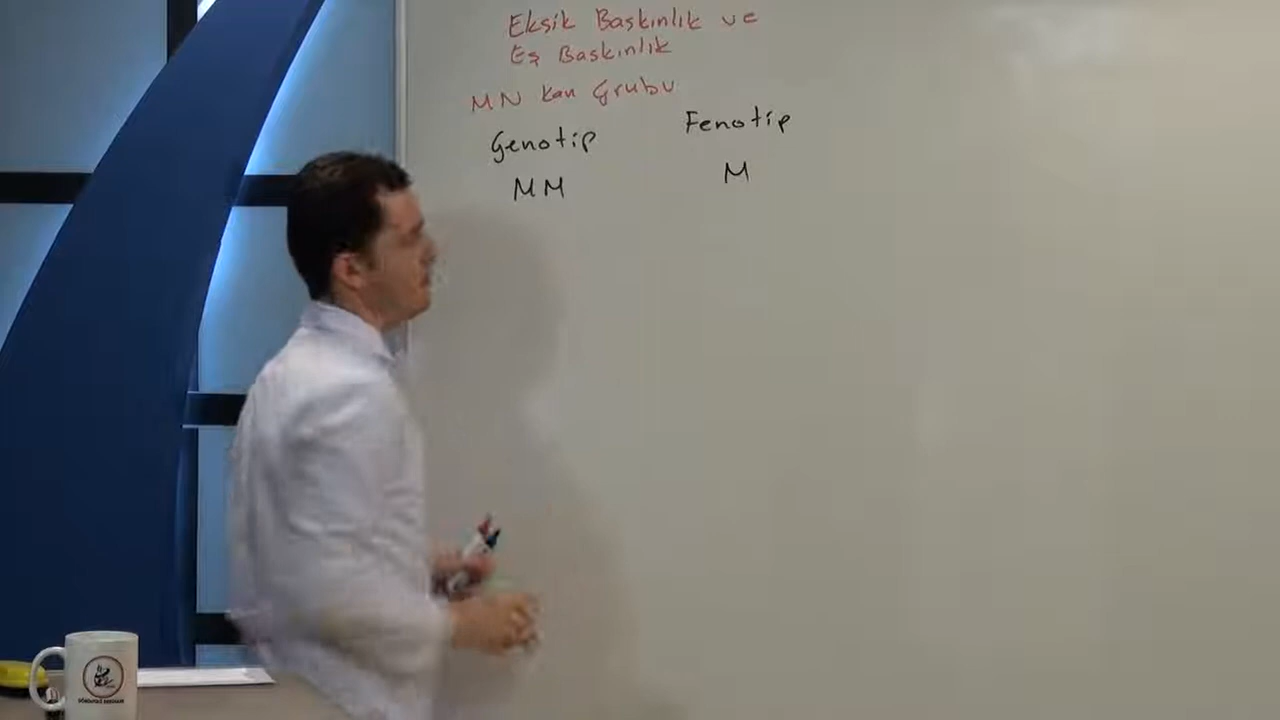 Eksik Baskınlık ve
Eş Baskınlık
MN Kan Grubu
Genotip Fenotip
MM M